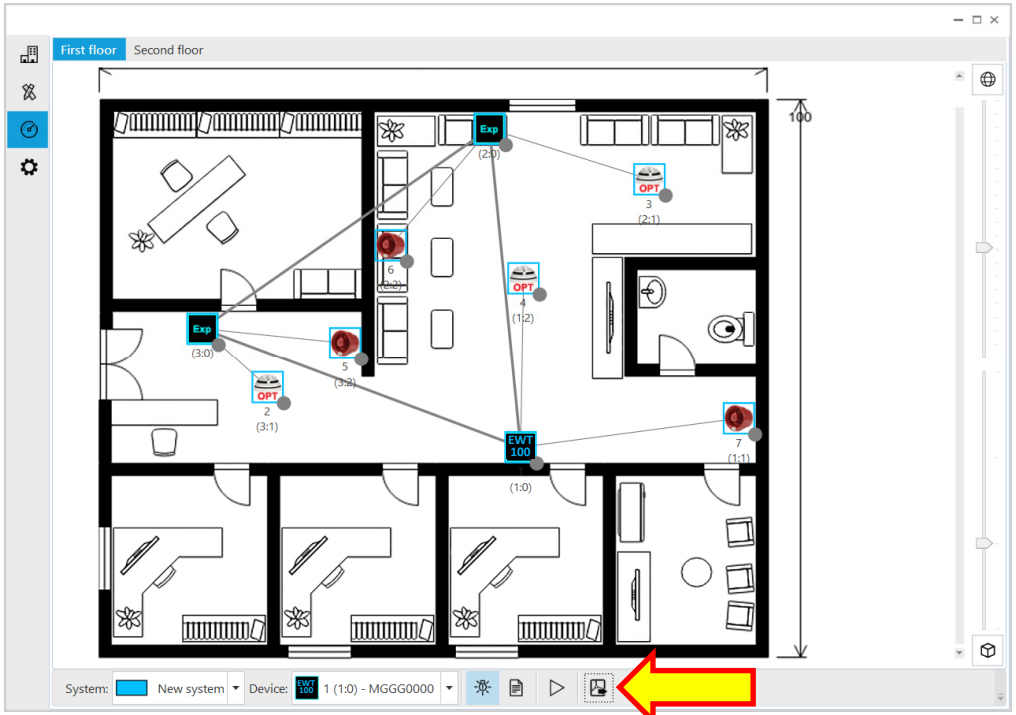 First floor Second floor
100
Exp
(2:0)
OPT
3
(2:1)
6
(2:2)
OPT
4
(1:2)
Exp
(3:0)
5
(3:2)
OPT
2
(3:1)
EWT
100
1
(1:0)
7
(1:1)
System: New system Device: EWT 100 1 (1:0) - MGGG0000